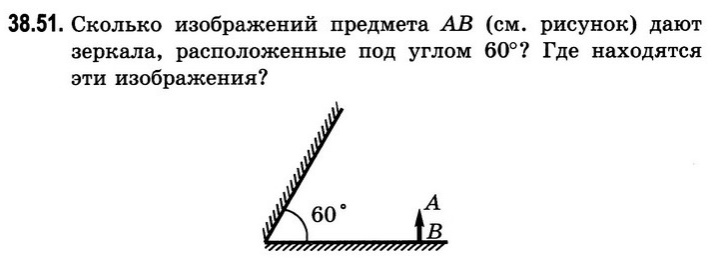 38.51. Сколько изображений предмета AB (см. рисунок) дают
зеркала, расположенные под углом 60°? Где находятся
эти изображения?
60°
A
B